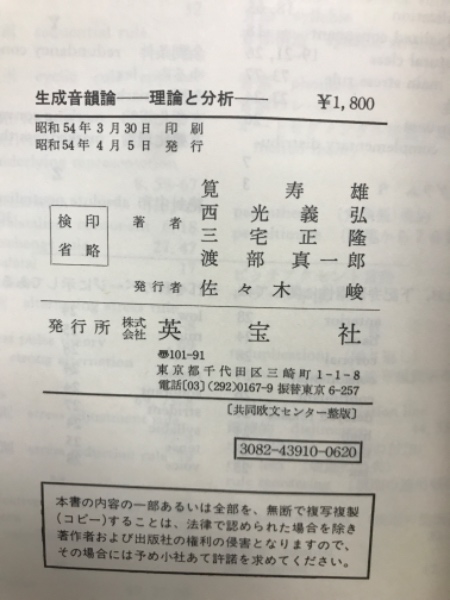 生成音韻論——理論と分析—— ¥1,800
昭和54年3月30日 印刷
昭和54年4月5日 発行
検印
省略
著者
筧寿雄
西光義弘
三宅正隆
渡部真一郎
発行者 佐々木峻
発行所 株式会社 英宝社
〠101-91
東京都千代田区三崎町1-1-8
電話[03](292)0167-9 振替東京6-257
〔共同欧文センター整版〕
3082-43910-0620
本書の内容の一部あるいは全部を、無断で複写複製
(コピー)することは、法律で認められた場合を除き
著作者および出版社の権利の侵害となりますので、
その場合には予め小社あて許諾を求めてください。